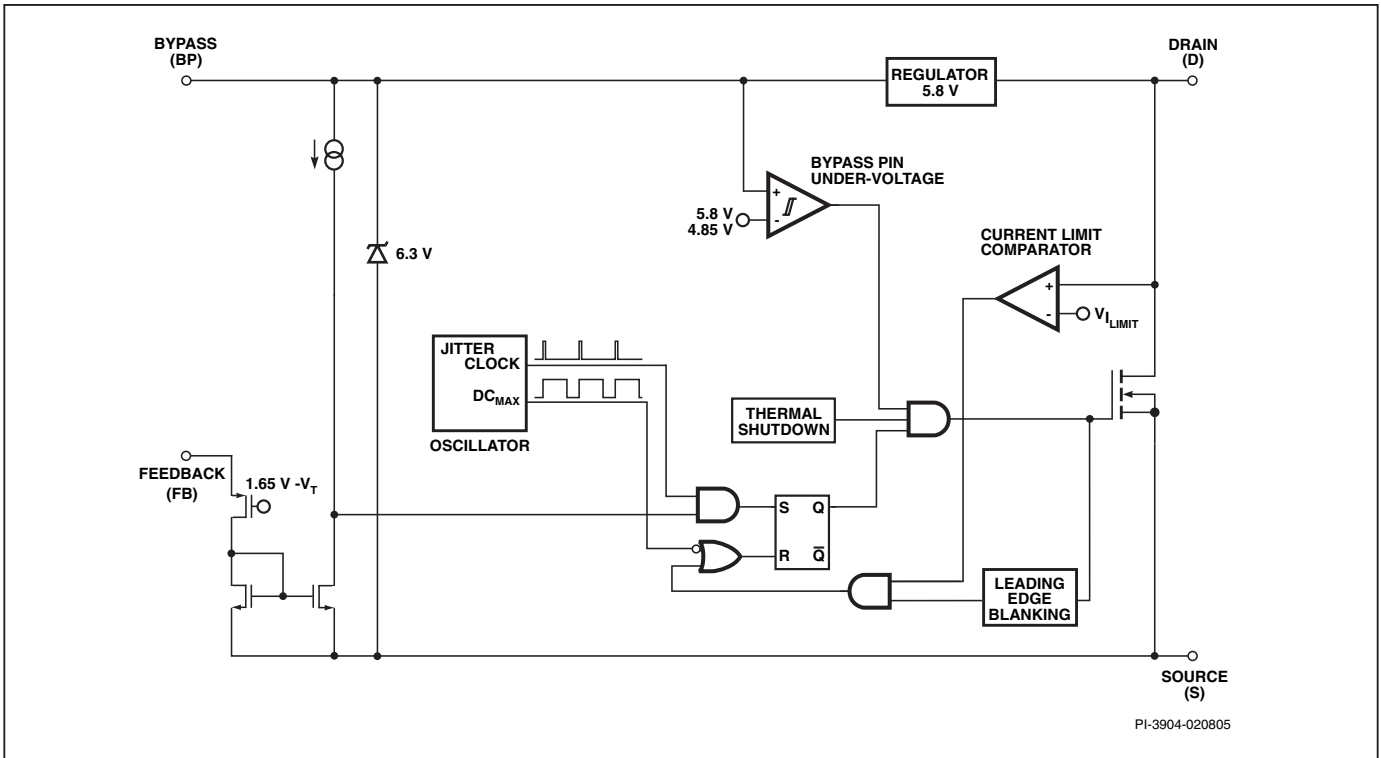 BYPASS
(BP)
DRAIN
(D)
REGULATOR
5.8 V
BYPASS PIN
UNDER-VOLTAGE
+
5.8 V
4.85 V
-
CURRENT LIMIT
COMPARATOR
6.3 V
+
-
VILIMIT
JITTER
CLOCK
DCMAX
OSCILLATOR
THERMAL
SHUTDOWN
FEEDBACK
(FB)
1.65 V -VT
S Q
R Q̅
LEADING
EDGE
BLANKING
SOURCE
(S)
PI-3904-020805